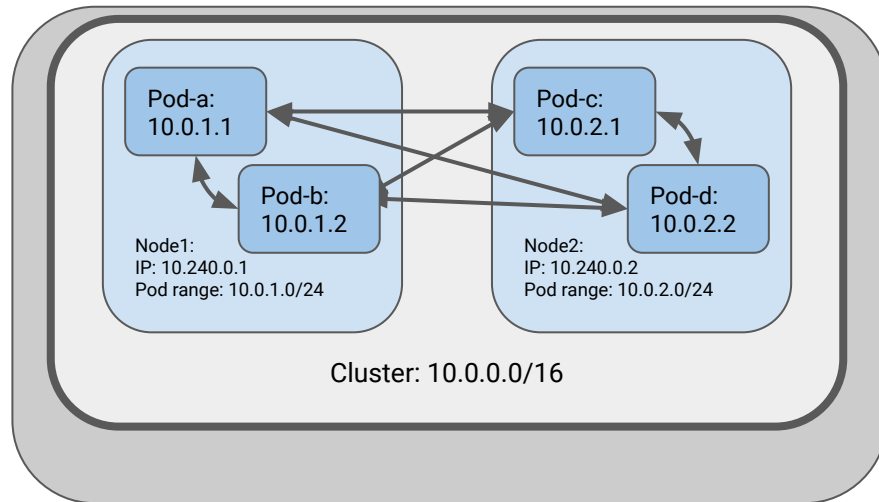 Pod-a:
10.0.1.1
Pod-b:
10.0.1.2
Node1:
IP: 10.240.0.1
Pod range: 10.0.1.0/24
Pod-c:
10.0.2.1
Pod-d:
10.0.2.2
Node2:
IP: 10.240.0.2
Pod range: 10.0.2.0/24
Cluster: 10.0.0.0/16